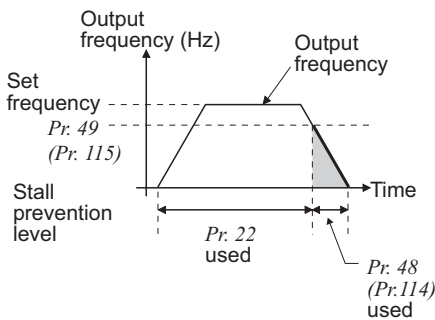 Output
frequency (Hz)
Output
frequency
Set
frequency
Pr. 49
(Pr. 115)
Time
Stall
prevention
level
Pr. 22
used
Pr. 48
(Pr.114)
used